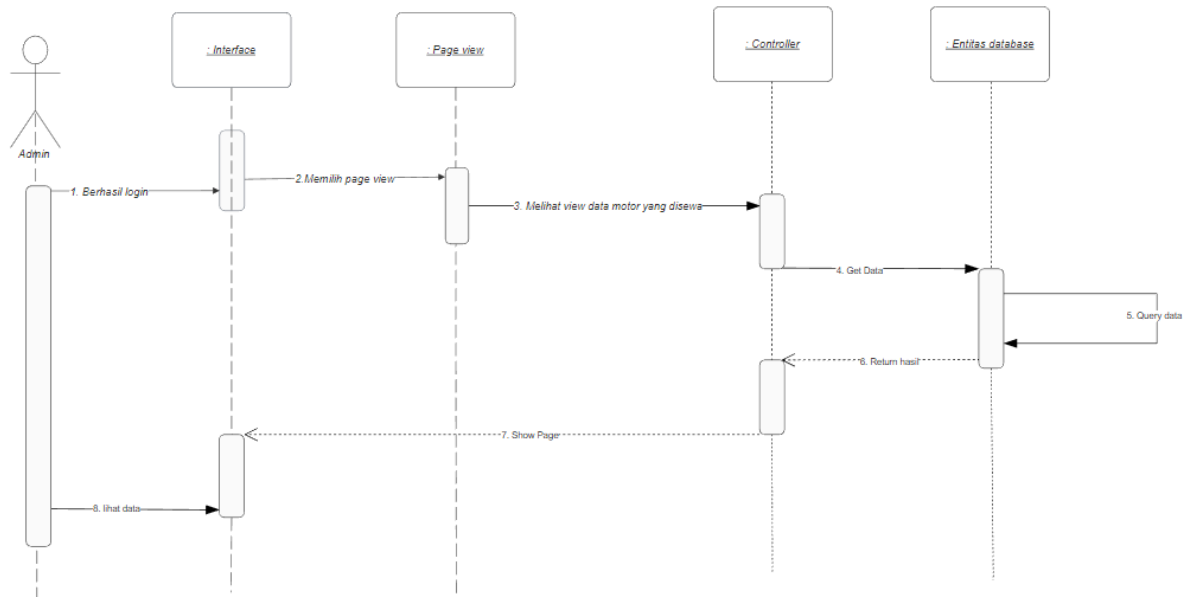 : Interface
: Page view
: Controller
: Entitas database
Admin
1. Berhasil login
2.Memilih page view
3. Melihat view data motor yang disewa
4. Get Data
5. Query data
6. Return hasil
7. Show Page
8. lihat data